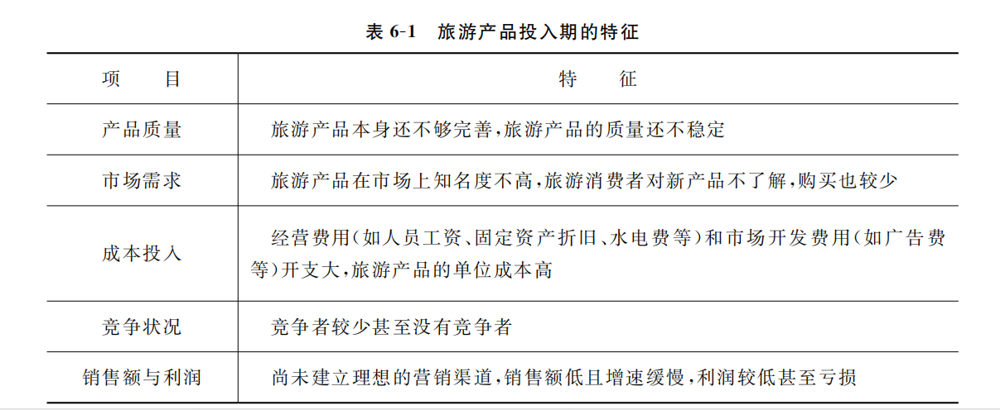 表 6-1 旅游产品投入期的特征
项 目 特 征
产品质量 旅游产品本身还不够完善,旅游产品的质量还不稳定
市场需求 旅游产品在市场上知名度不高,旅游消费者对新产品不了解,购买也较少
成本投入 经营费用(如人员工资、固定资产折旧、水电费等)和市场开发费用(如广告费
等)开支大,旅游产品的单位成本高
竞争状况 竞争者较少甚至没有竞争者
销售额与利润 尚未建立理想的营销渠道,销售额低且增速缓慢,利润较低甚至亏损